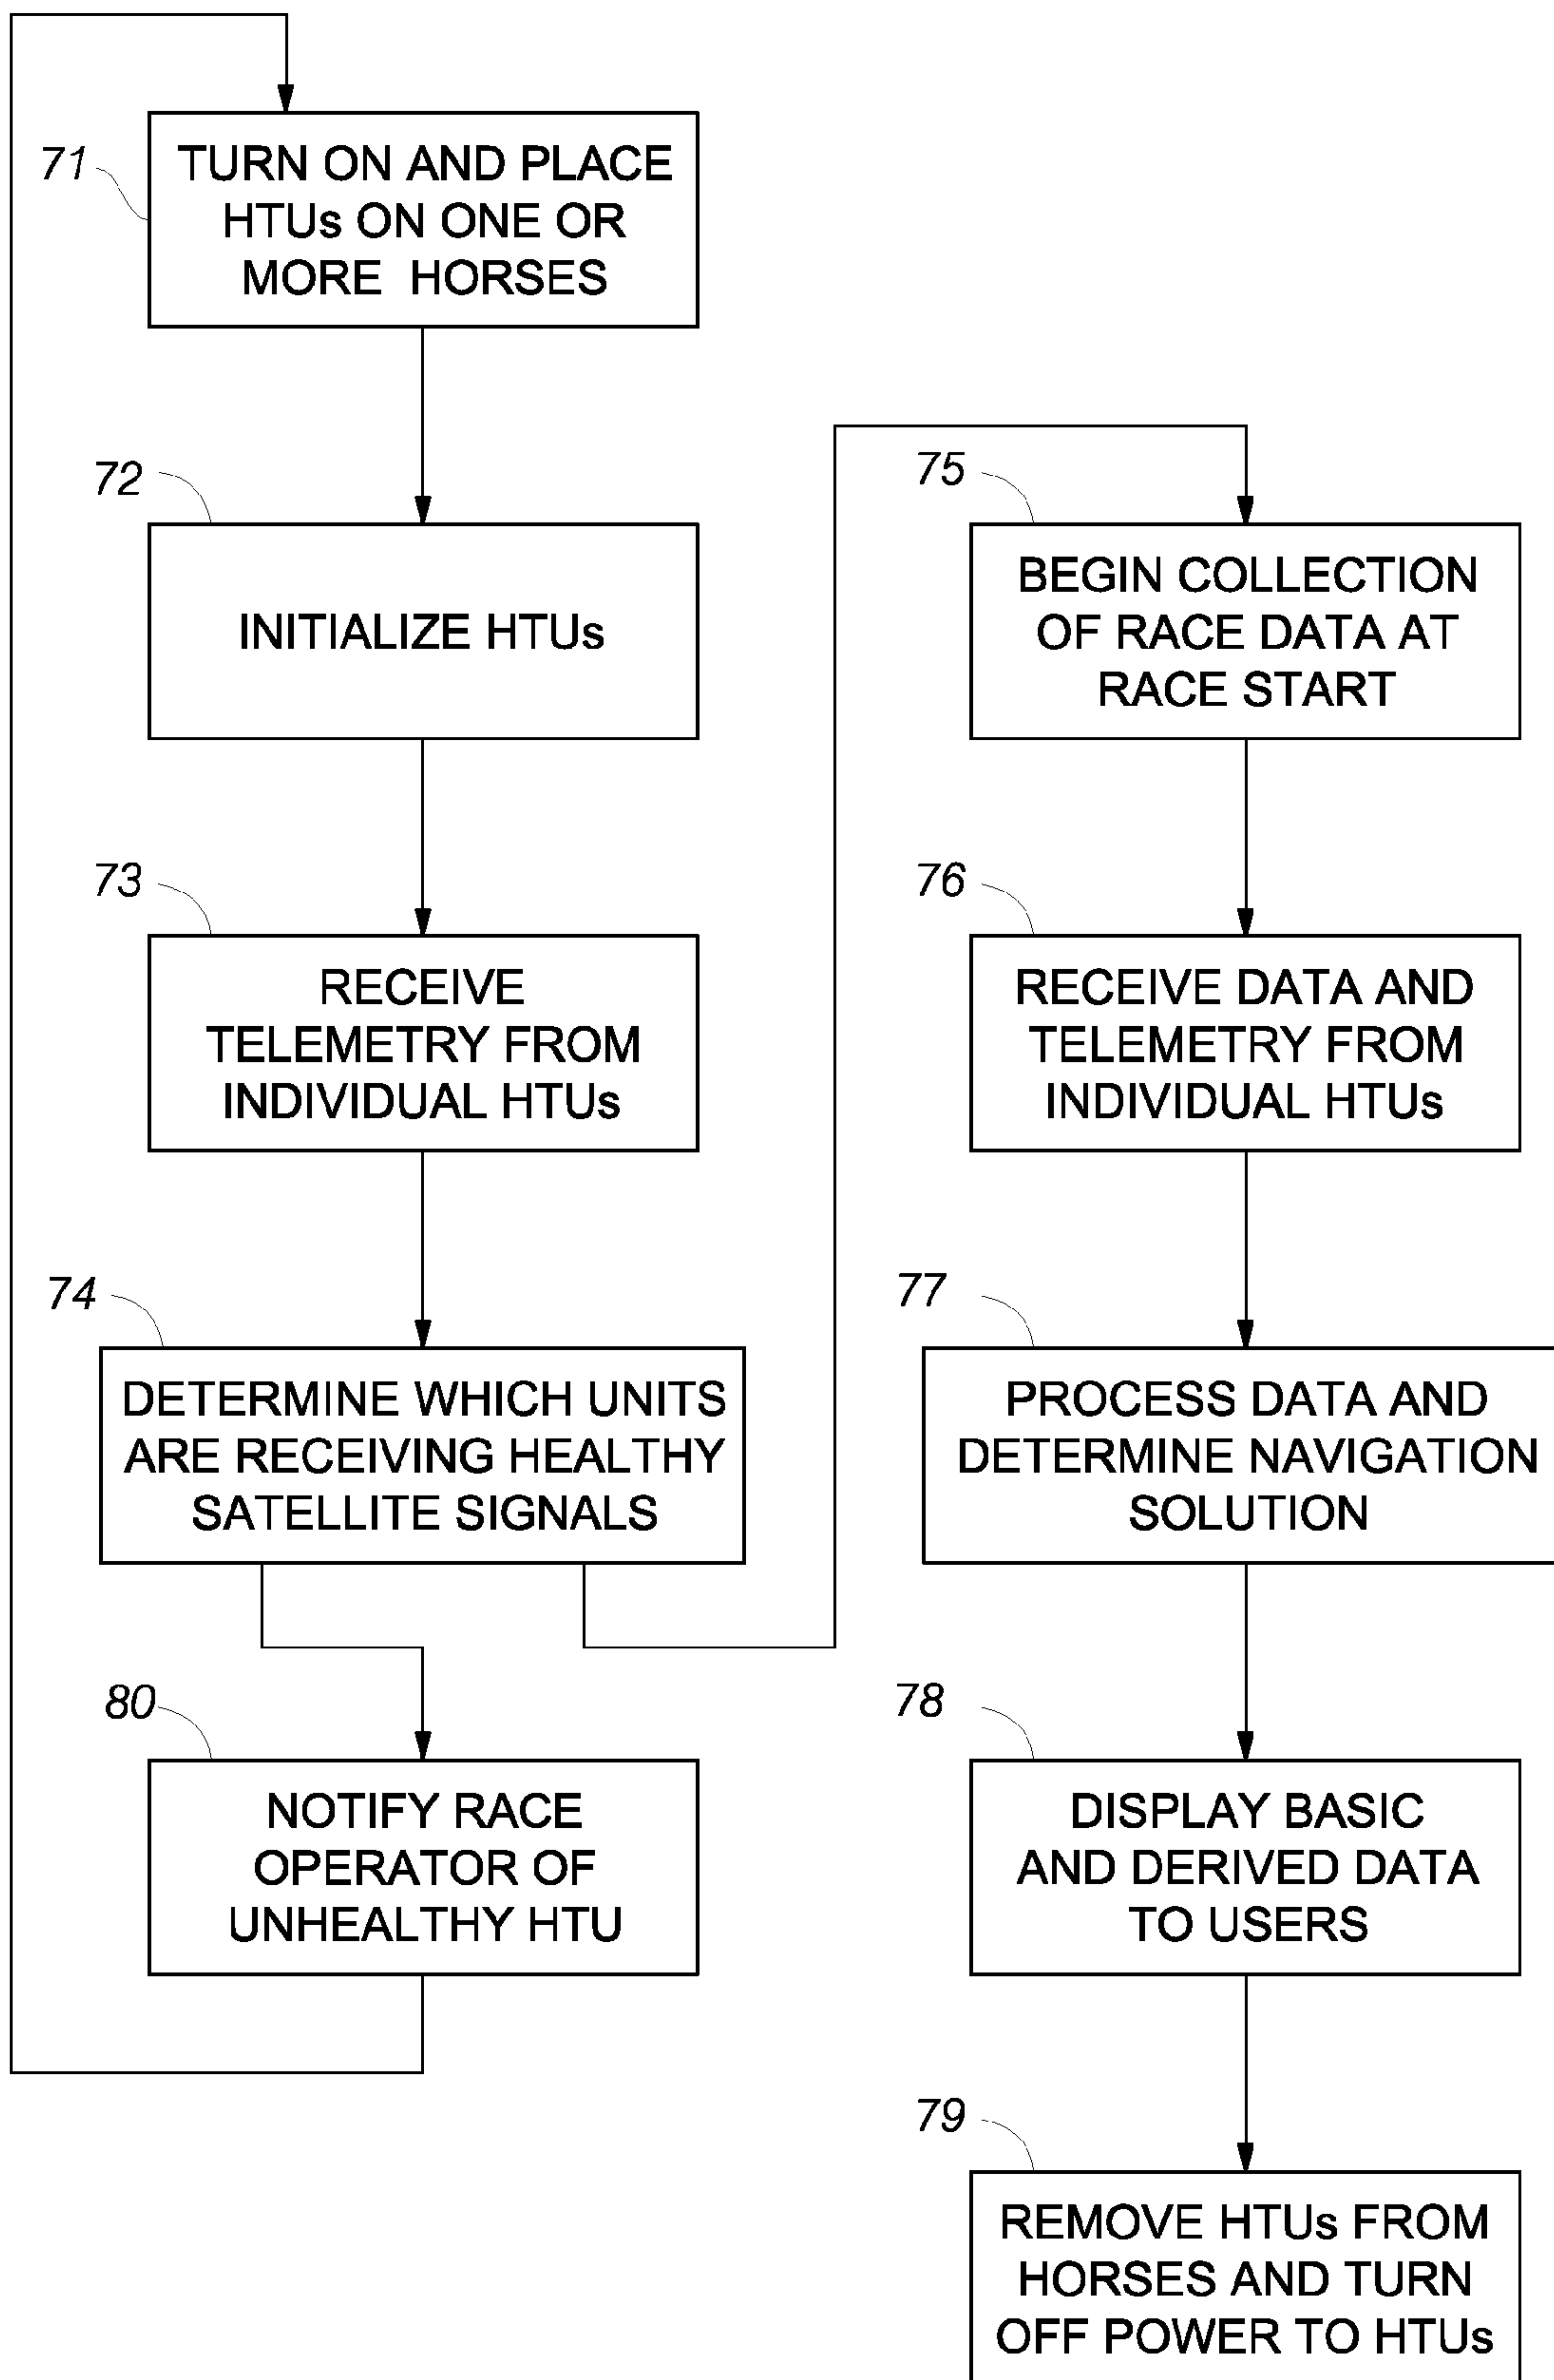 71
TURN ON AND PLACE
HTUs ON ONE OR
MORE HORSES
72
INITIALIZE HTUs
73
RECEIVE
TELEMETRY FROM
INDIVIDUAL HTUs
74
DETERMINE WHICH UNITS
ARE RECEIVING HEALTHY
SATELLITE SIGNALS
80
NOTIFY RACE
OPERATOR OF
UNHEALTHY HTU
75
BEGIN COLLECTION
OF RACE DATA AT
RACE START
76
RECEIVE DATA AND
TELEMETRY FROM
INDIVIDUAL HTUs
77
PROCESS DATA AND
DETERMINE NAVIGATION
SOLUTION
78
DISPLAY BASIC
AND DERIVED DATA
TO USERS
79
REMOVE HTUs FROM
HORSES AND TURN
OFF POWER TO HTUs